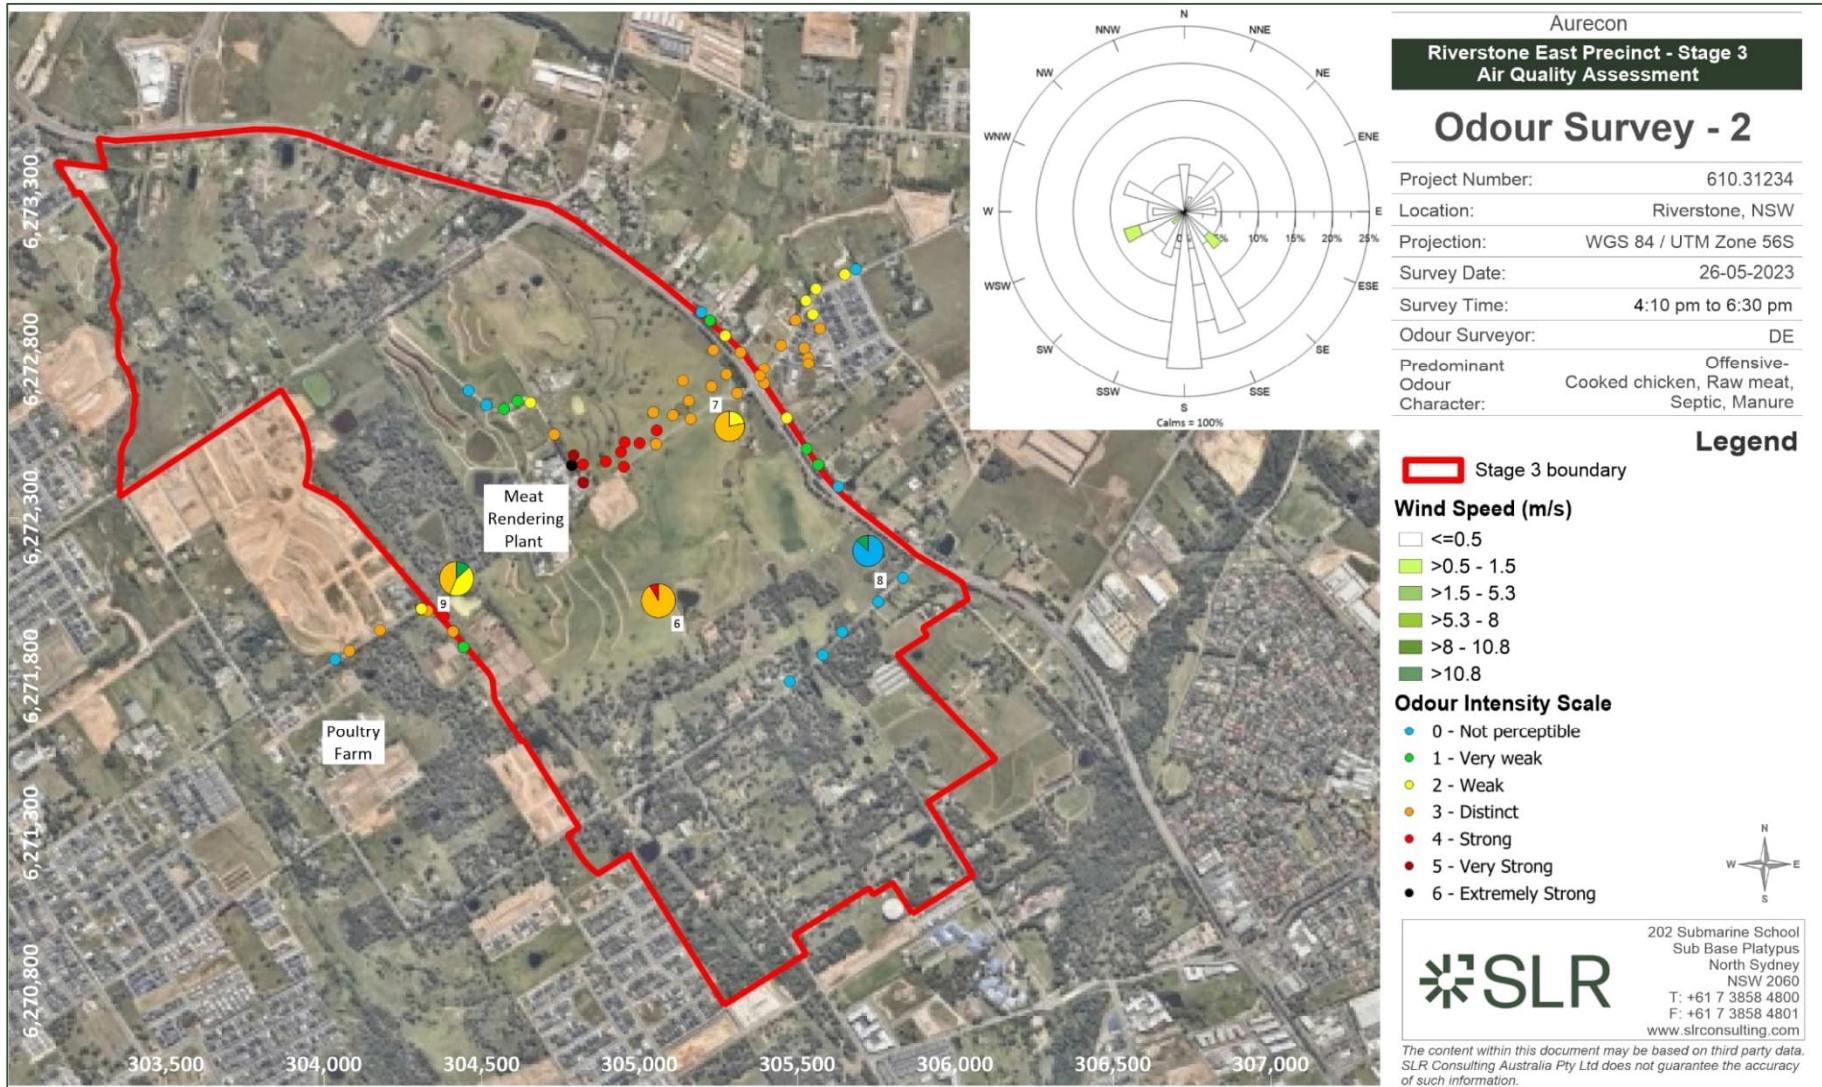 N
NNW
NNE
NW
NE
WNW
ENE
W
E
0%
5%
10%
15%
20%
25%
WSW
ESE
SW
SE
SSW
SSE
S
Calms = 100%
Aurecon
Riverstone East Precinct - Stage 3
Air Quality Assessment
Odour Survey - 2
Project Number: 610.31234
Location: Riverstone, NSW
Projection: WGS 84 / UTM Zone 56S
Survey Date: 26-05-2023
Survey Time: 4:10 pm to 6:30 pm
Odour Surveyor: DE
Predominant
Odour
Character:
Offensive-
Cooked chicken, Raw meat,
Septic, Manure
Legend
Stage 3 boundary
Wind Speed (m/s)
<=0.5
>0.5 - 1.5
>1.5 - 5.3
>5.3 - 8
>8 - 10.8
>10.8
Odour Intensity Scale
0 - Not perceptible
1 - Very weak
2 - Weak
3 - Distinct
4 - Strong
5 - Very Strong
6 - Extremely Strong
N
W
E
S
SLR
202 Submarine School
Sub Base Platypus
North Sydney
NSW 2060
T: +61 7 3858 4800
F: +61 7 3858 4801
www.slrconsulting.com
The content within this document may be based on third party data.
SLR Consulting Australia Pty Ltd does not guarantee the accuracy
of such information.
6,273,300
6,272,800
6,272,300
6,271,800
6,271,300
6,270,800
7
Meat
Rendering
Plant
8
9
6
Poultry
Farm
303,500
304,000
304,500
305,000
305,500
306,000
306,500
307,000